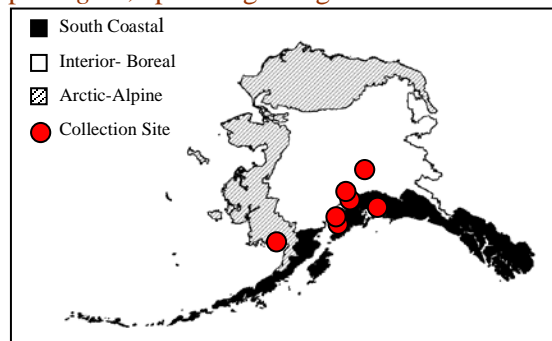 South Coastal
Interior- Boreal
Arctic-Alpine
Collection Site